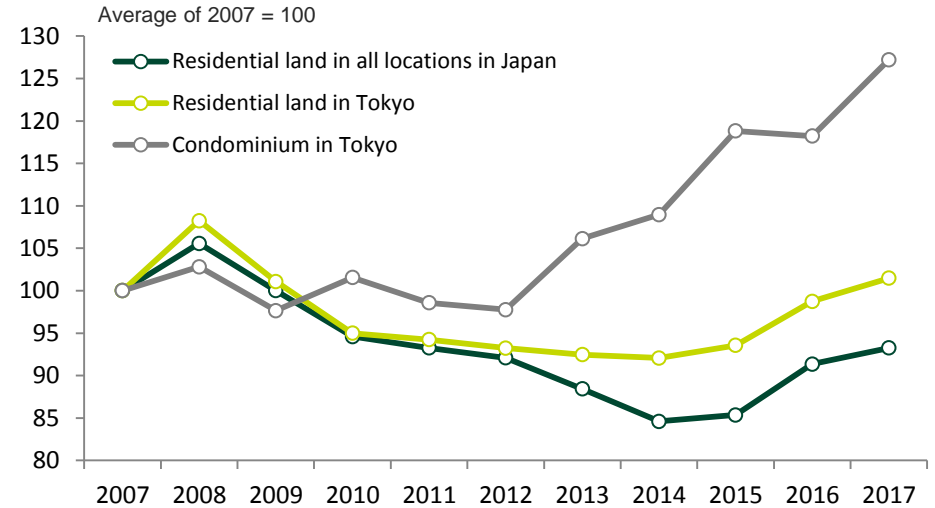 Average of 2007 = 100
130
125
120
115
110
105
100
95
90
85
80
Residential land in all locations in Japan
Residential land in Tokyo
Condominium in Tokyo
2007 2008 2009 2010 2011 2012 2013 2014 2015 2016 2017